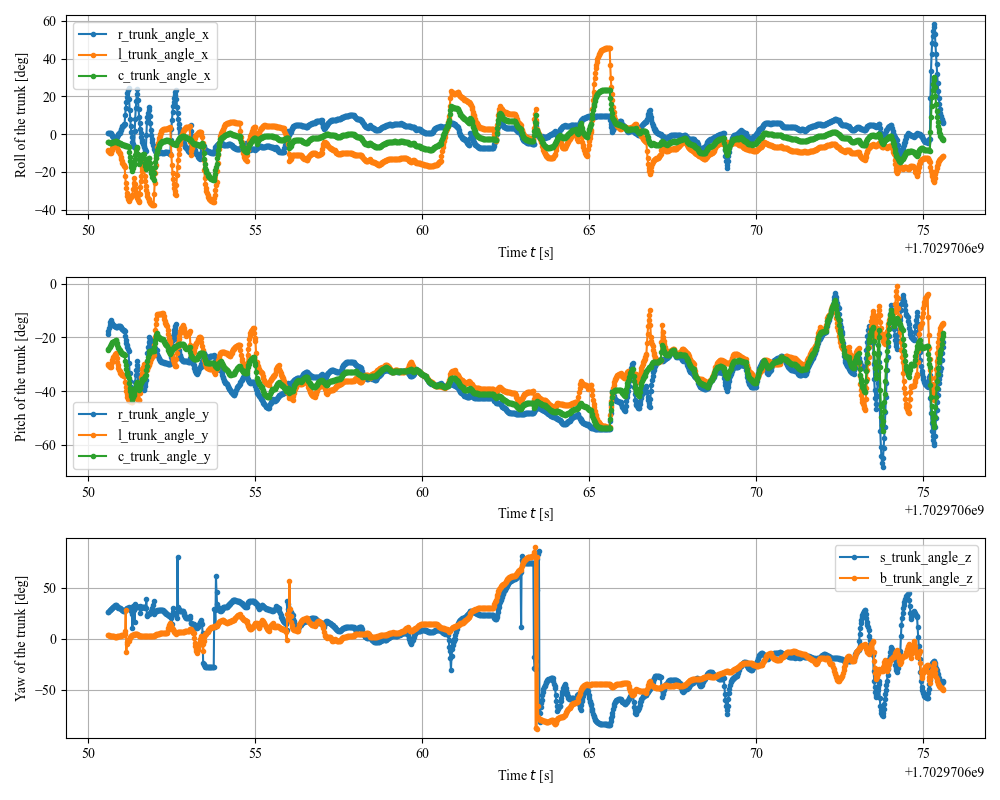 60
40
20
0
−20
−40
Roll of the trunk [deg]
r_trunk_angle_x
l_trunk_angle_x
c_trunk_angle_x
50 55 60 65 70 75
Time t [s]
+1.7029706e9
0
−20
−40
−60
Pitch of the trunk [deg]
r_trunk_angle_y
l_trunk_angle_y
c_trunk_angle_y
50 55 60 65 70 75
Time t [s]
+1.7029706e9
50
0
−50
Yaw of the trunk [deg]
s_trunk_angle_z
b_trunk_angle_z
50 55 60 65 70 75
Time t [s]
+1.7029706e9